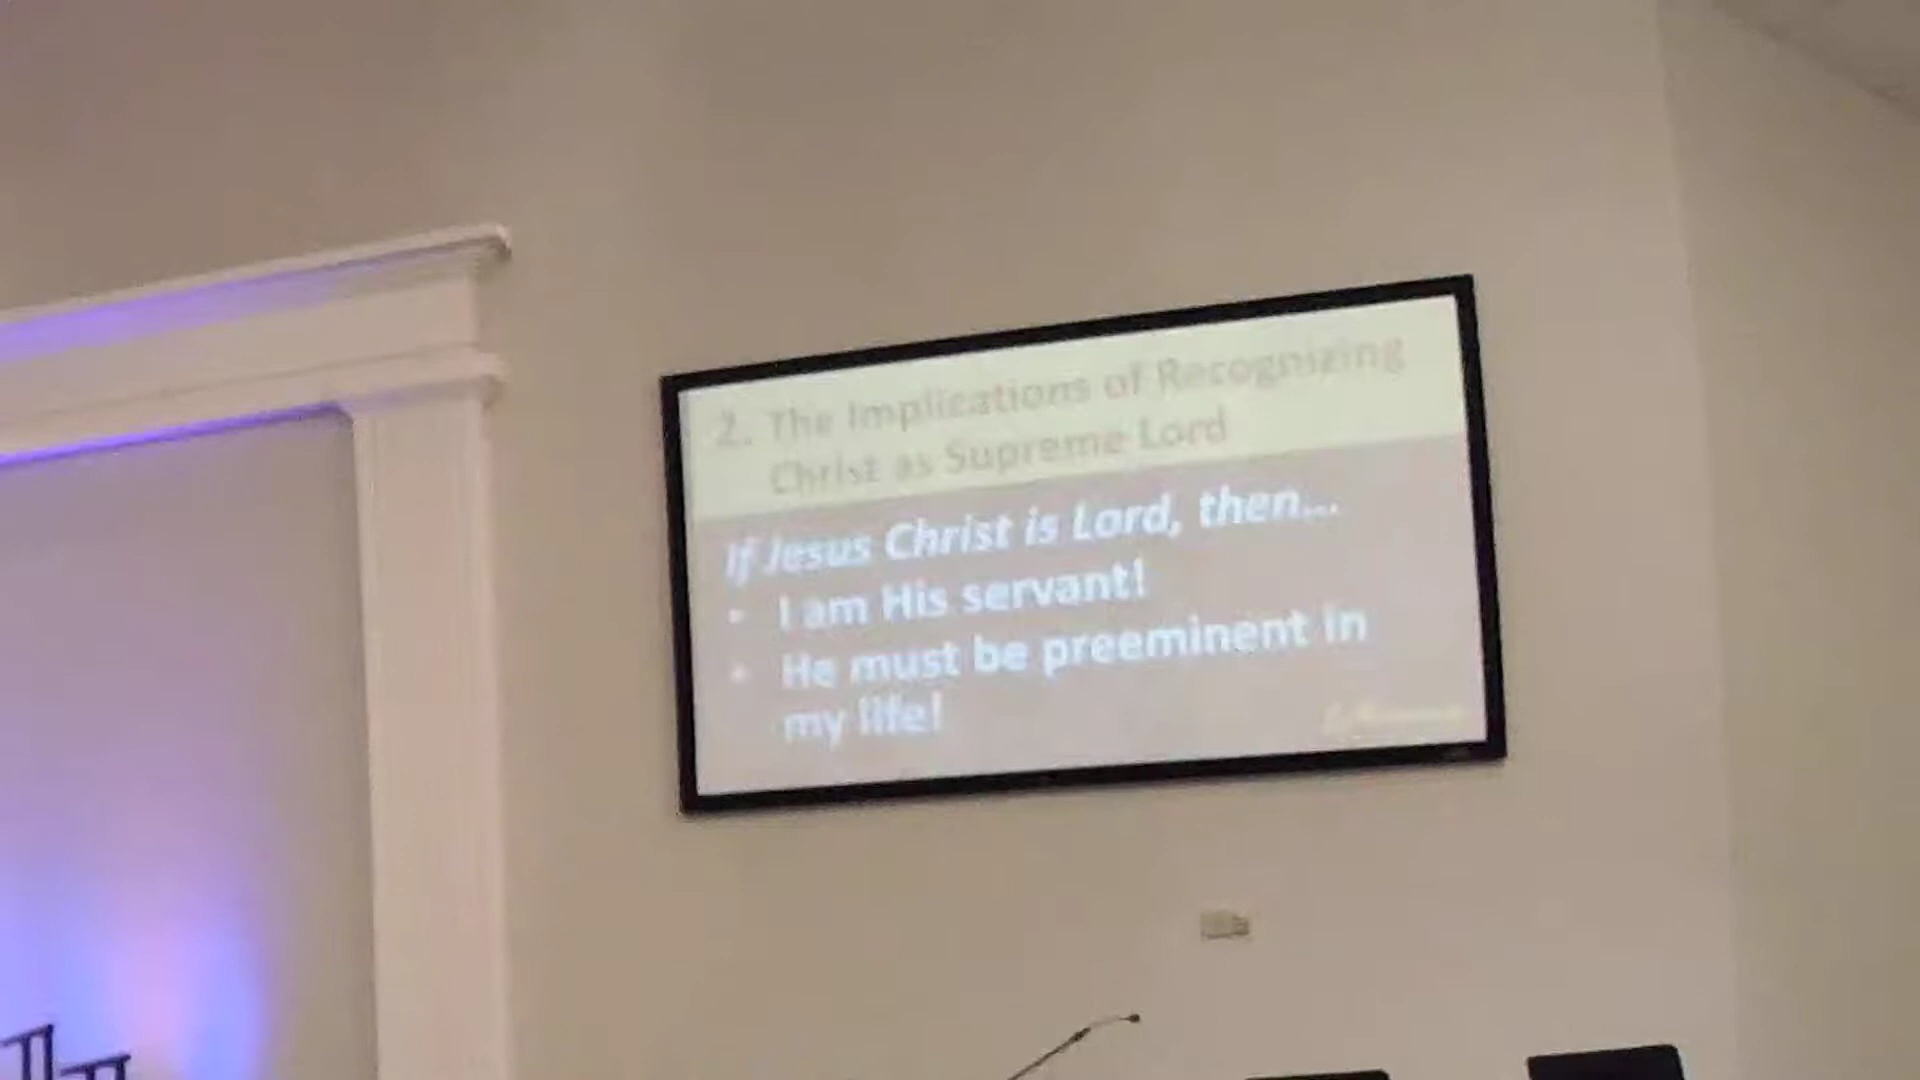 2. The Implications of Recognizing
Christ as Supreme Lord
If Jesus Christ is Lord, then...
• I am His servant!
• He must be preeminent in
my life!